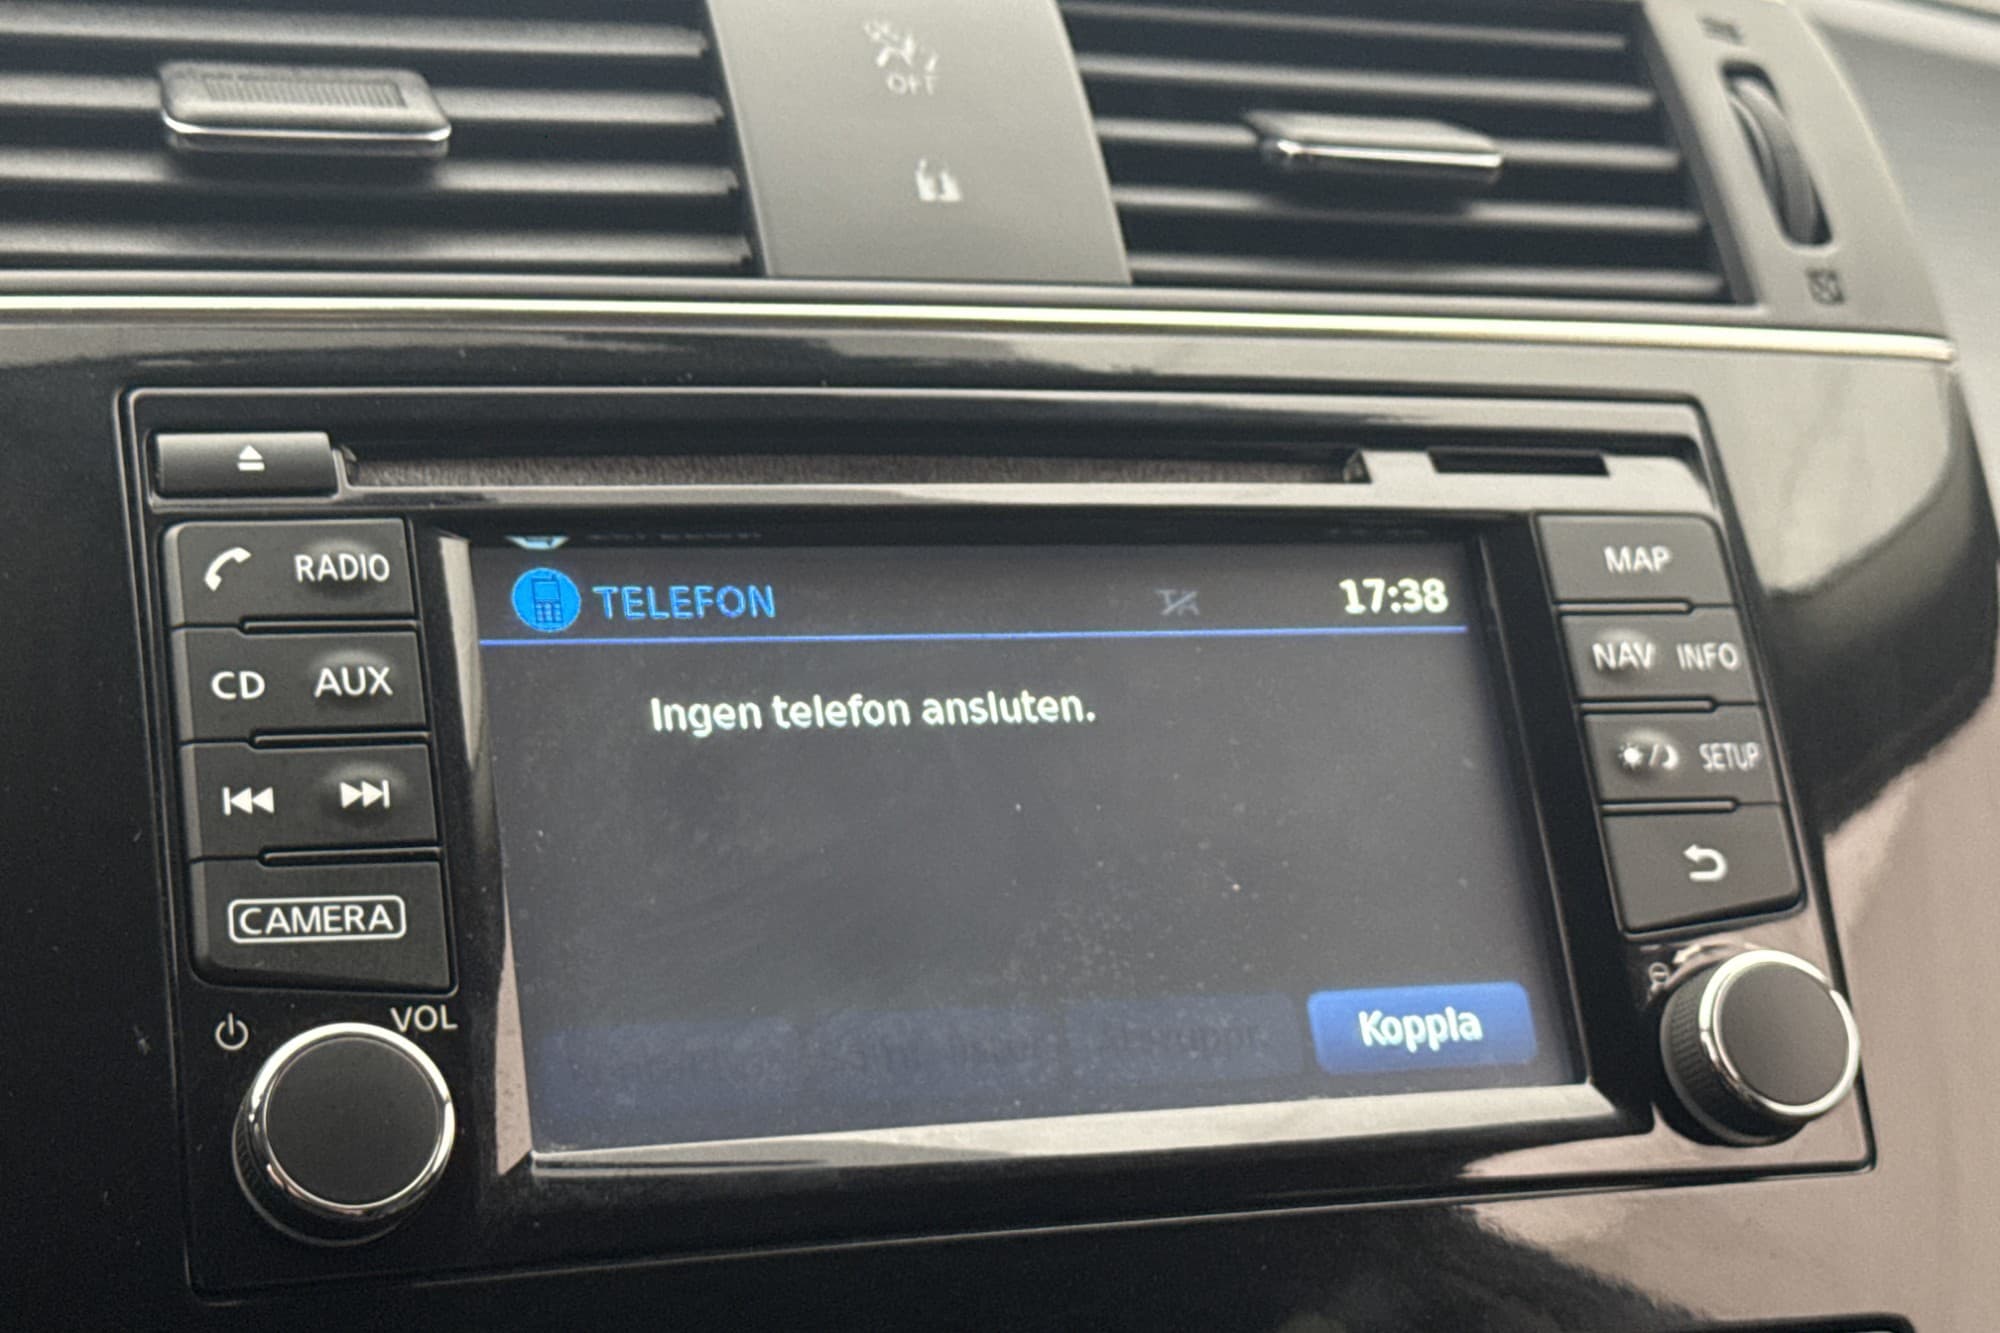 OFF
RADIO
CD AUX
CAMERA
VOL
TELEFON
17:38
Ingen telefon ansluten.
Koppla
MAP
NAV INFO
SETUP